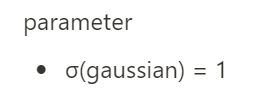 parameter
• σ(gaussian) = 1